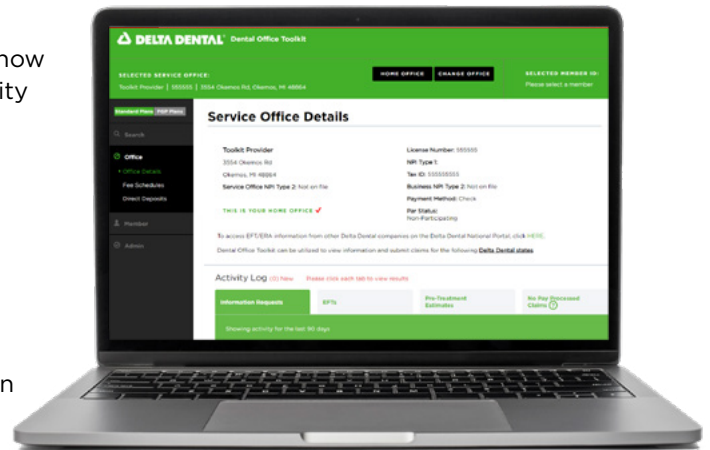 now
ity
n
DELTA DENTAL Dental Office Toolkit
SELECTED SERVICE OFFICE:
Toolkit Provider | 555555 | 3554 Okemos Rd, Okemos, MI 48864
HOME OFFICE CHANGE OFFICE
SELECTED MEMBER ID:
Please select a member
Standard Plans FGP Plans
Search
Office
Office Details
Fee Schedules
Direct Deposits
Member
Admin
Service Office Details
Toolkit Provider
3554 Okemos Rd
Okemos, MI 48864
Service Office NPI Type 2: Not on file
THIS IS YOUR HOME OFFICE ✓
License Number: 555555
NPI Type 1:
Tax ID: 555555555
Business NPI Type 2: Not on file
Payment Method: Check
Par Status:
Non-Participating
To access EFT/ERA information from other Delta Dental companies on the Delta Dental National Portal, click HERE.
Dental Office Toolkit can be utilized to view information and submit claims for the following Delta Dental states
Activity Log (0) New Please click each tab to view results
Information Requests
EFTs
Pre-Treatment
Estimates
No Pay Processed
Claims ?
Showing activity for the last 90 days